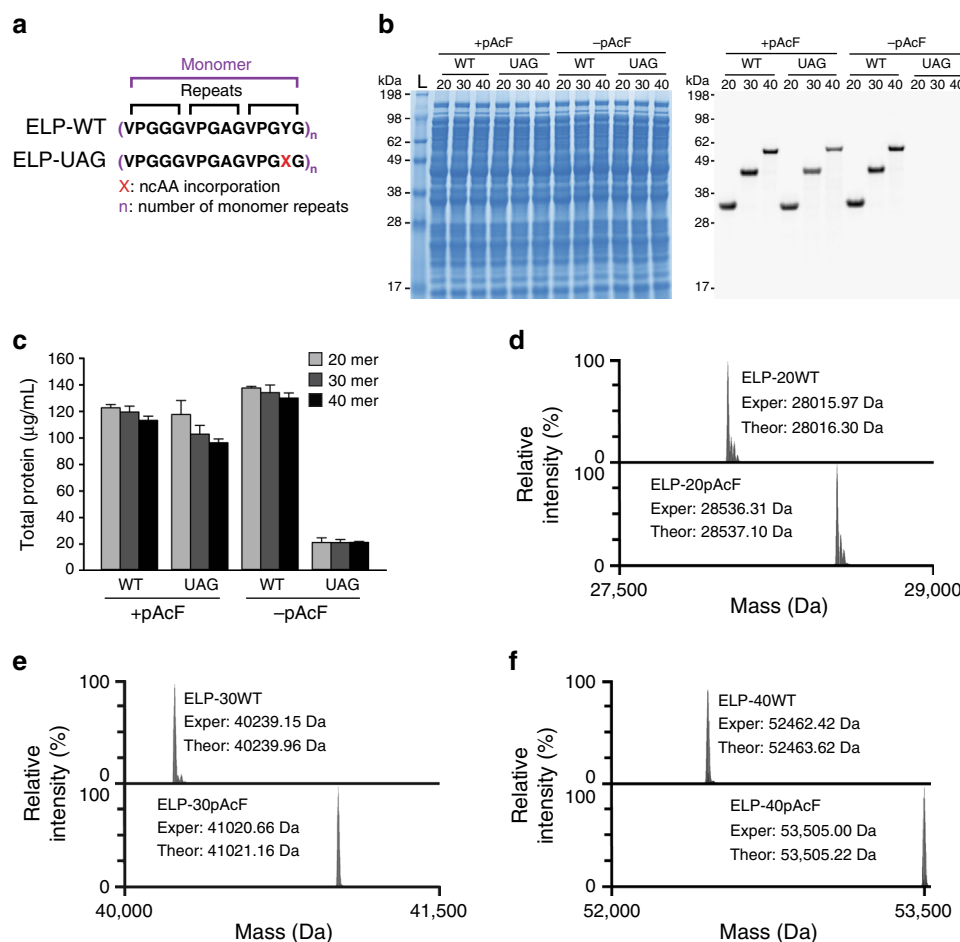 a
Monomer
Repeats
ELP-WT (VPGGGVPGAGVPGYG)n
ELP-UAG (VPGGGVPGAGVPGXG)n
X: ncAA incorporation
n: number of monomer repeats
b
+pAcF –pAcF
WT UAG WT UAG
kDa L 20 30 40 20 30 40 20 30 40 20 30 40
198
98
62
49
38
28
17
+pAcF –pAcF
WT UAG WT UAG
kDa 20 30 40 20 30 40 20 30 40 20 30 40
198
98
62
49
38
28
17
c
Total protein (µg/mL)
160
140
120
100
80
60
40
20
0
20 mer
30 mer
40 mer
WT UAG WT UAG
+pAcF –pAcF
d
Relative
intensity (%)
100
0
100
0
ELP-20WT
Exper: 28015.97 Da
Theor: 28016.30 Da
ELP-20pAcF
Exper: 28536.31 Da
Theor: 28537.10 Da
27,500 29,000
Mass (Da)
e
Relative
intensity (%)
100
0
100
0
ELP-30WT
Exper: 40239.15 Da
Theor: 40239.96 Da
ELP-30pAcF
Exper: 41020.66 Da
Theor: 41021.16 Da
40,000 41,500
Mass (Da)
f
Relative
intensity (%)
100
0
100
0
ELP-40WT
Exper: 52462.42 Da
Theor: 52463.62 Da
ELP-40pAcF
Exper: 53,505.00 Da
Theor: 53,505.22 Da
52,000 53,500
Mass (Da)